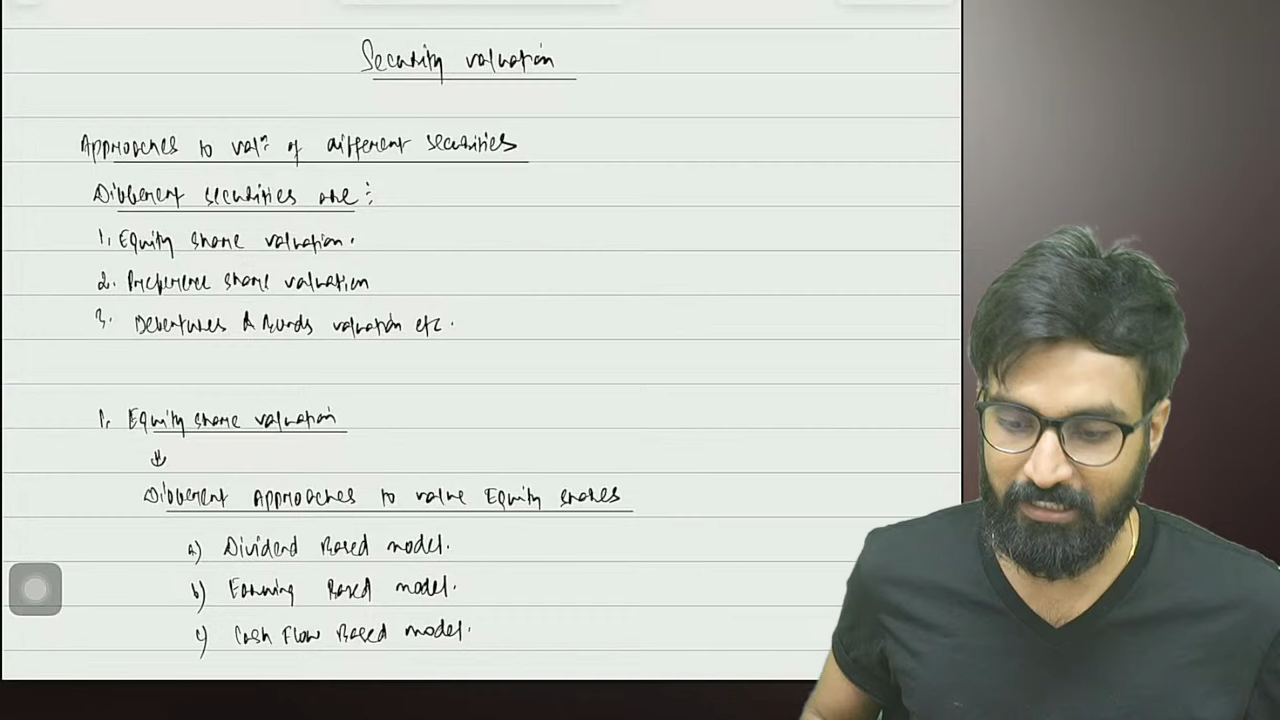 Security valuation
Approaches to valn of different securities
Different securities are :
1. Equity share valuation.
2. Preference share valuation
3. Debentures & Bonds valuation etc.
1. Equity share valuation
↓
Different Approaches to value Equity shares
a) Dividend Based model.
b) Earning Based model.
c) Cash Flow Based model.